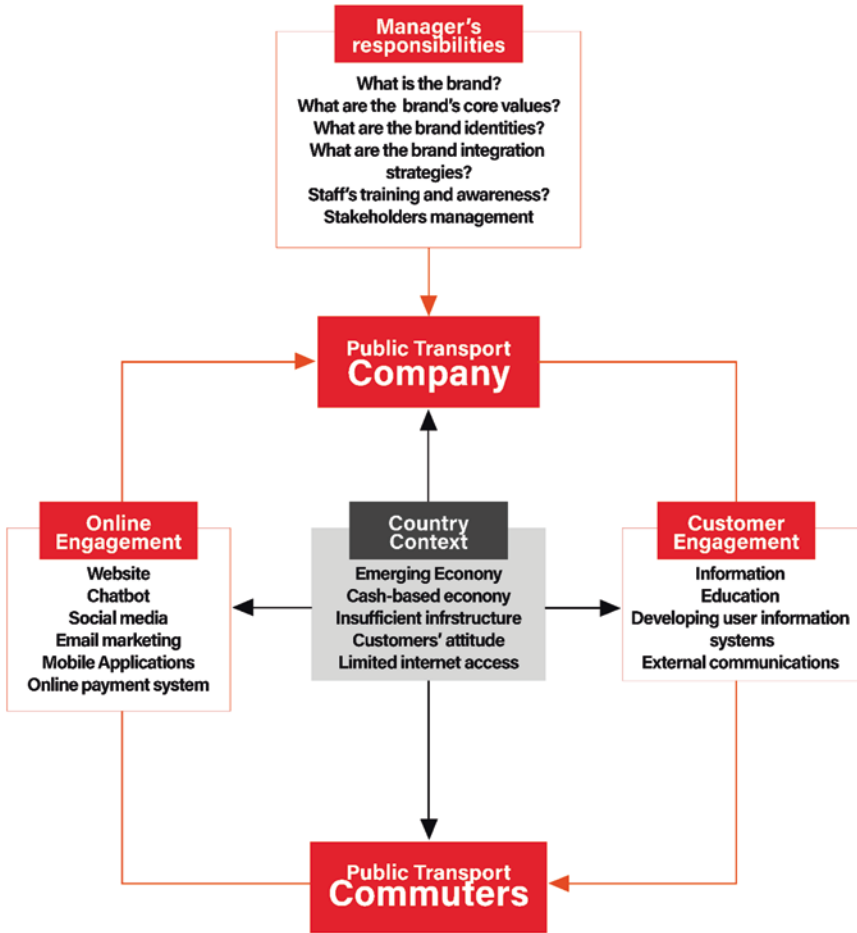 Manager's
responsibilities
What is the brand?
What are the brand's core values?
What are the brand identities?
What are the brand integration
strategies?
Staff's training and awareness?
Stakeholders management
Public Transport
Company
Online
Engagement
Website
Chatbot
Social media
Email marketing
Mobile Applications
Online payment system
Country
Context
Emerging Economy
Cash-based economy
Insufficient infrstructure
Customers' attitude
Limited internet access
Customer
Engagement
Information
Education
Developing user information
systems
External communications
Public Transport
Commuters